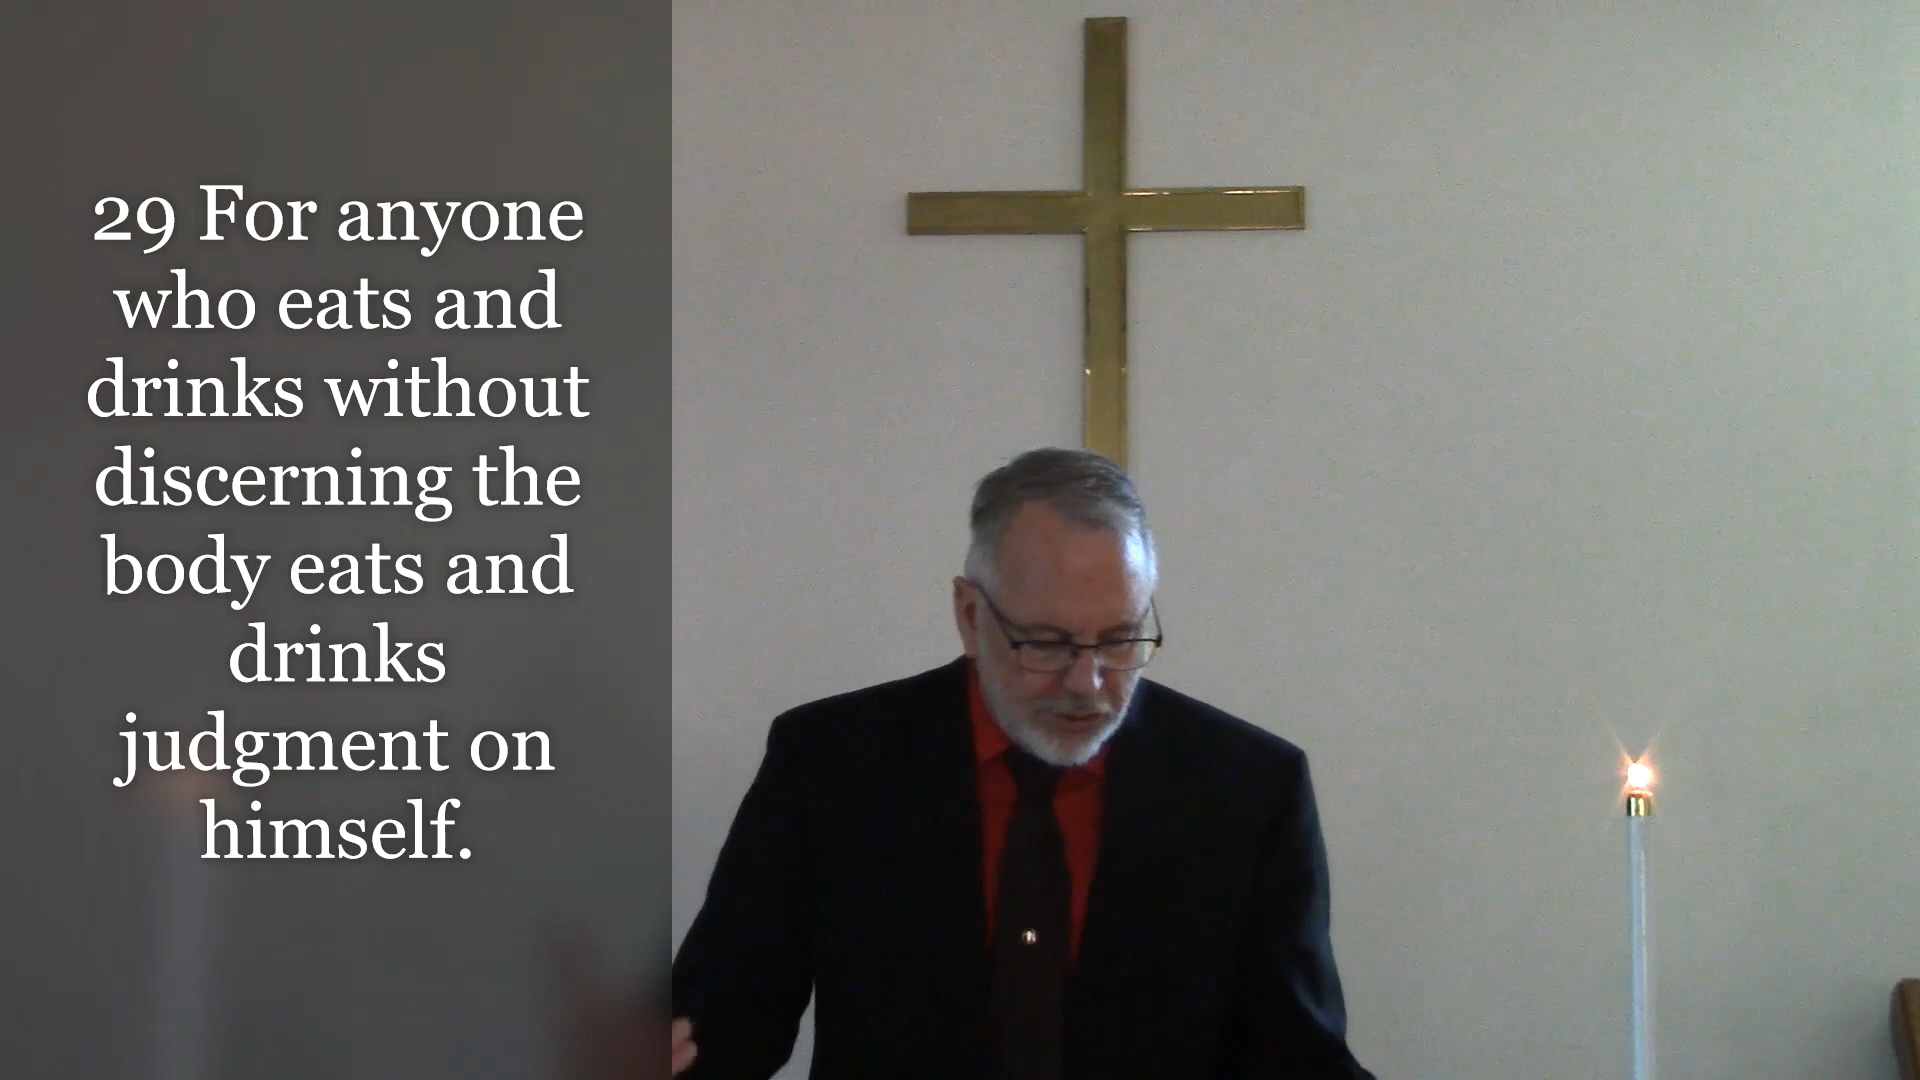 29 For anyone
who eats and
drinks without
discerning the
body eats and
drinks
judgment on
himself.